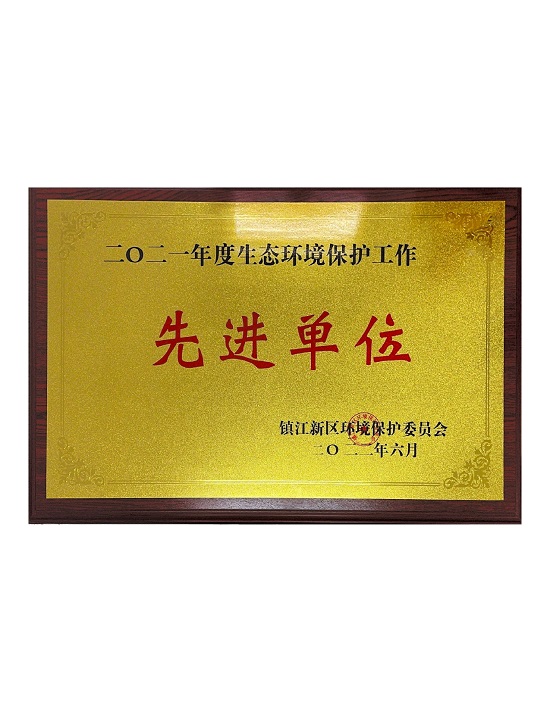 二〇二一年度生态环境保护工作
先进单位
镇江新区环境保护委员会
二〇二二年六月